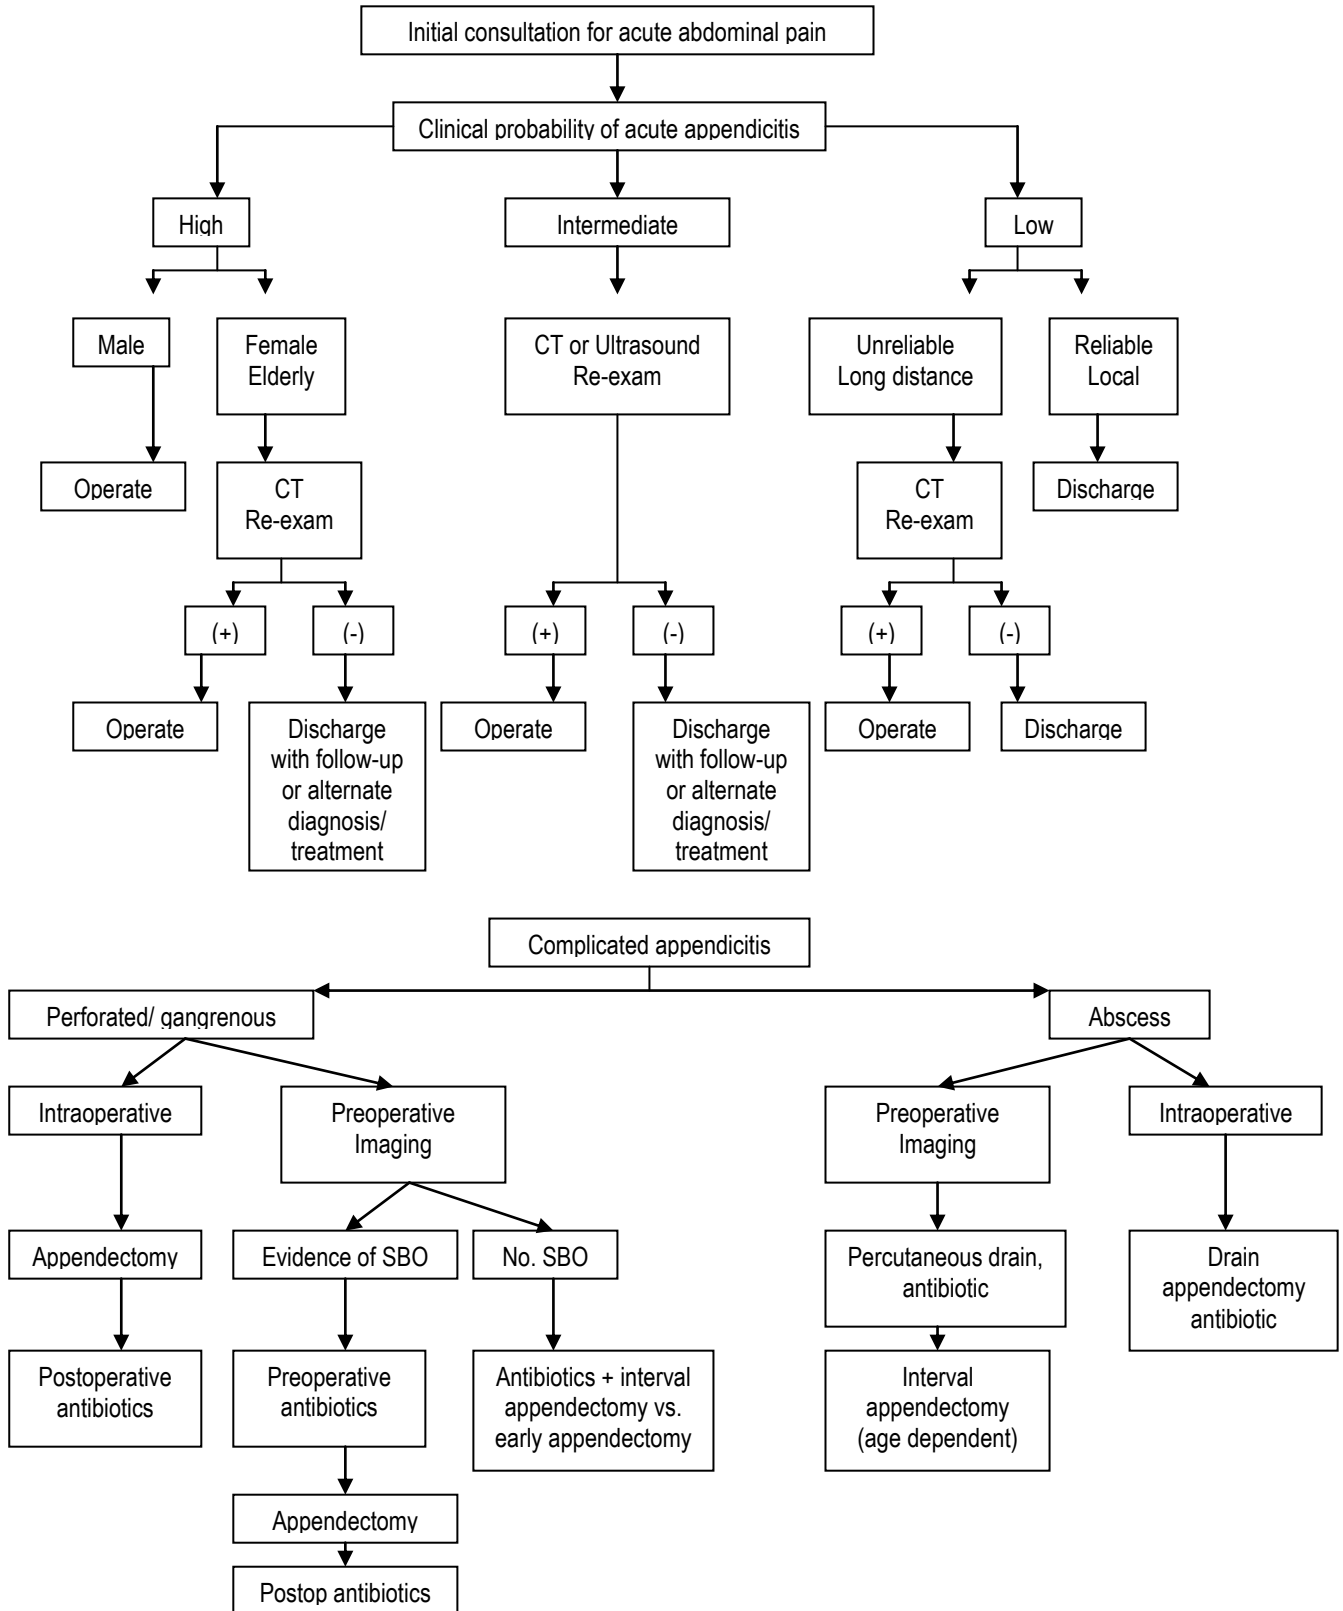 Initial consultation for acute abdominal pain
Clinical probability of acute appendicitis
High
Intermediate
Low
Male
Female
Elderly
CT or Ultrasound
Re-exam
Unreliable
Long distance
Reliable
Local
Operate
CT
Re-exam
CT
Re-exam
Discharge
(+)
(-)
(+)
(-)
(+)
(-)
Operate
Discharge
with follow-up
or alternate
diagnosis/
treatment
Operate
Discharge
with follow-up
or alternate
diagnosis/
treatment
Operate
Discharge
Complicated appendicitis
Perforated/ gangrenous
Abscess
Intraoperative
Preoperative
Imaging
Preoperative
Imaging
Intraoperative
Appendectomy
Evidence of SBO
No. SBO
Percutaneous drain,
antibiotic
Drain
appendectomy
antibiotic
Postoperative
antibiotics
Preoperative
antibiotics
Antibiotics + interval
appendectomy vs.
early appendectomy
Interval
appendectomy
(age dependent)
Appendectomy
Postop antibiotics